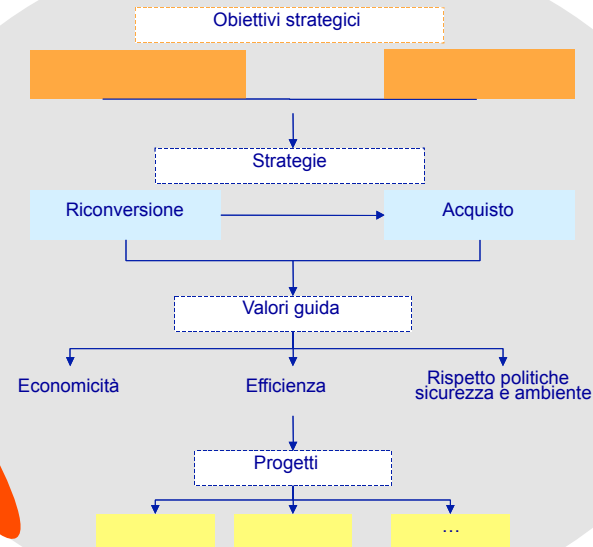 Obiettivi strategici
Strategie
Riconversione
Acquisto
Valori guida
Economicità
Efficienza
Rispetto politiche
sicurezza e ambiente
Progetti
...